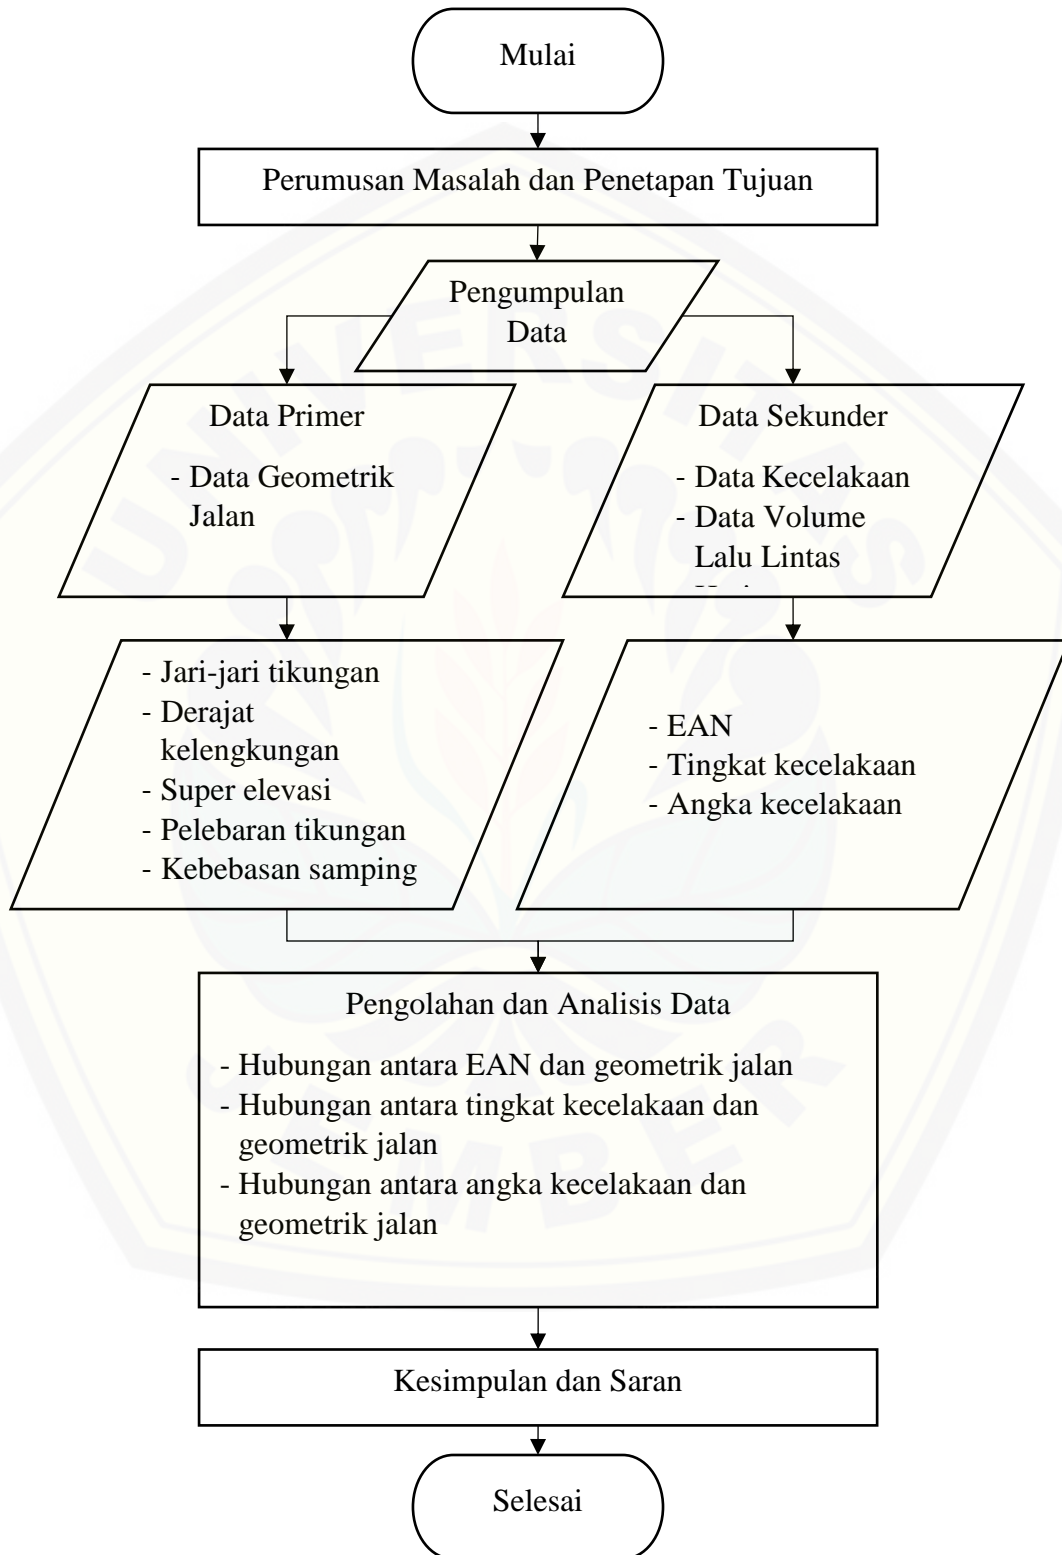 Mulai
Perumusan Masalah dan Penetapan Tujuan
Pengumpulan
Data
Data Primer
- Data Geometrik
Jalan
Data Sekunder
- Data Kecelakaan
- Data Volume
Lalu Lintas
- Jari-jari tikungan
- Derajat
kelengkungan
- Super elevasi
- Pelebaran tikungan
- Kebebasan samping
- EAN
- Tingkat kecelakaan
- Angka kecelakaan
Pengolahan dan Analisis Data
- Hubungan antara EAN dan geometrik jalan
- Hubungan antara tingkat kecelakaan dan
geometrik jalan
- Hubungan antara angka kecelakaan dan
geometrik jalan
Kesimpulan dan Saran
Selesai
UNIVERSITAS
JEMBER